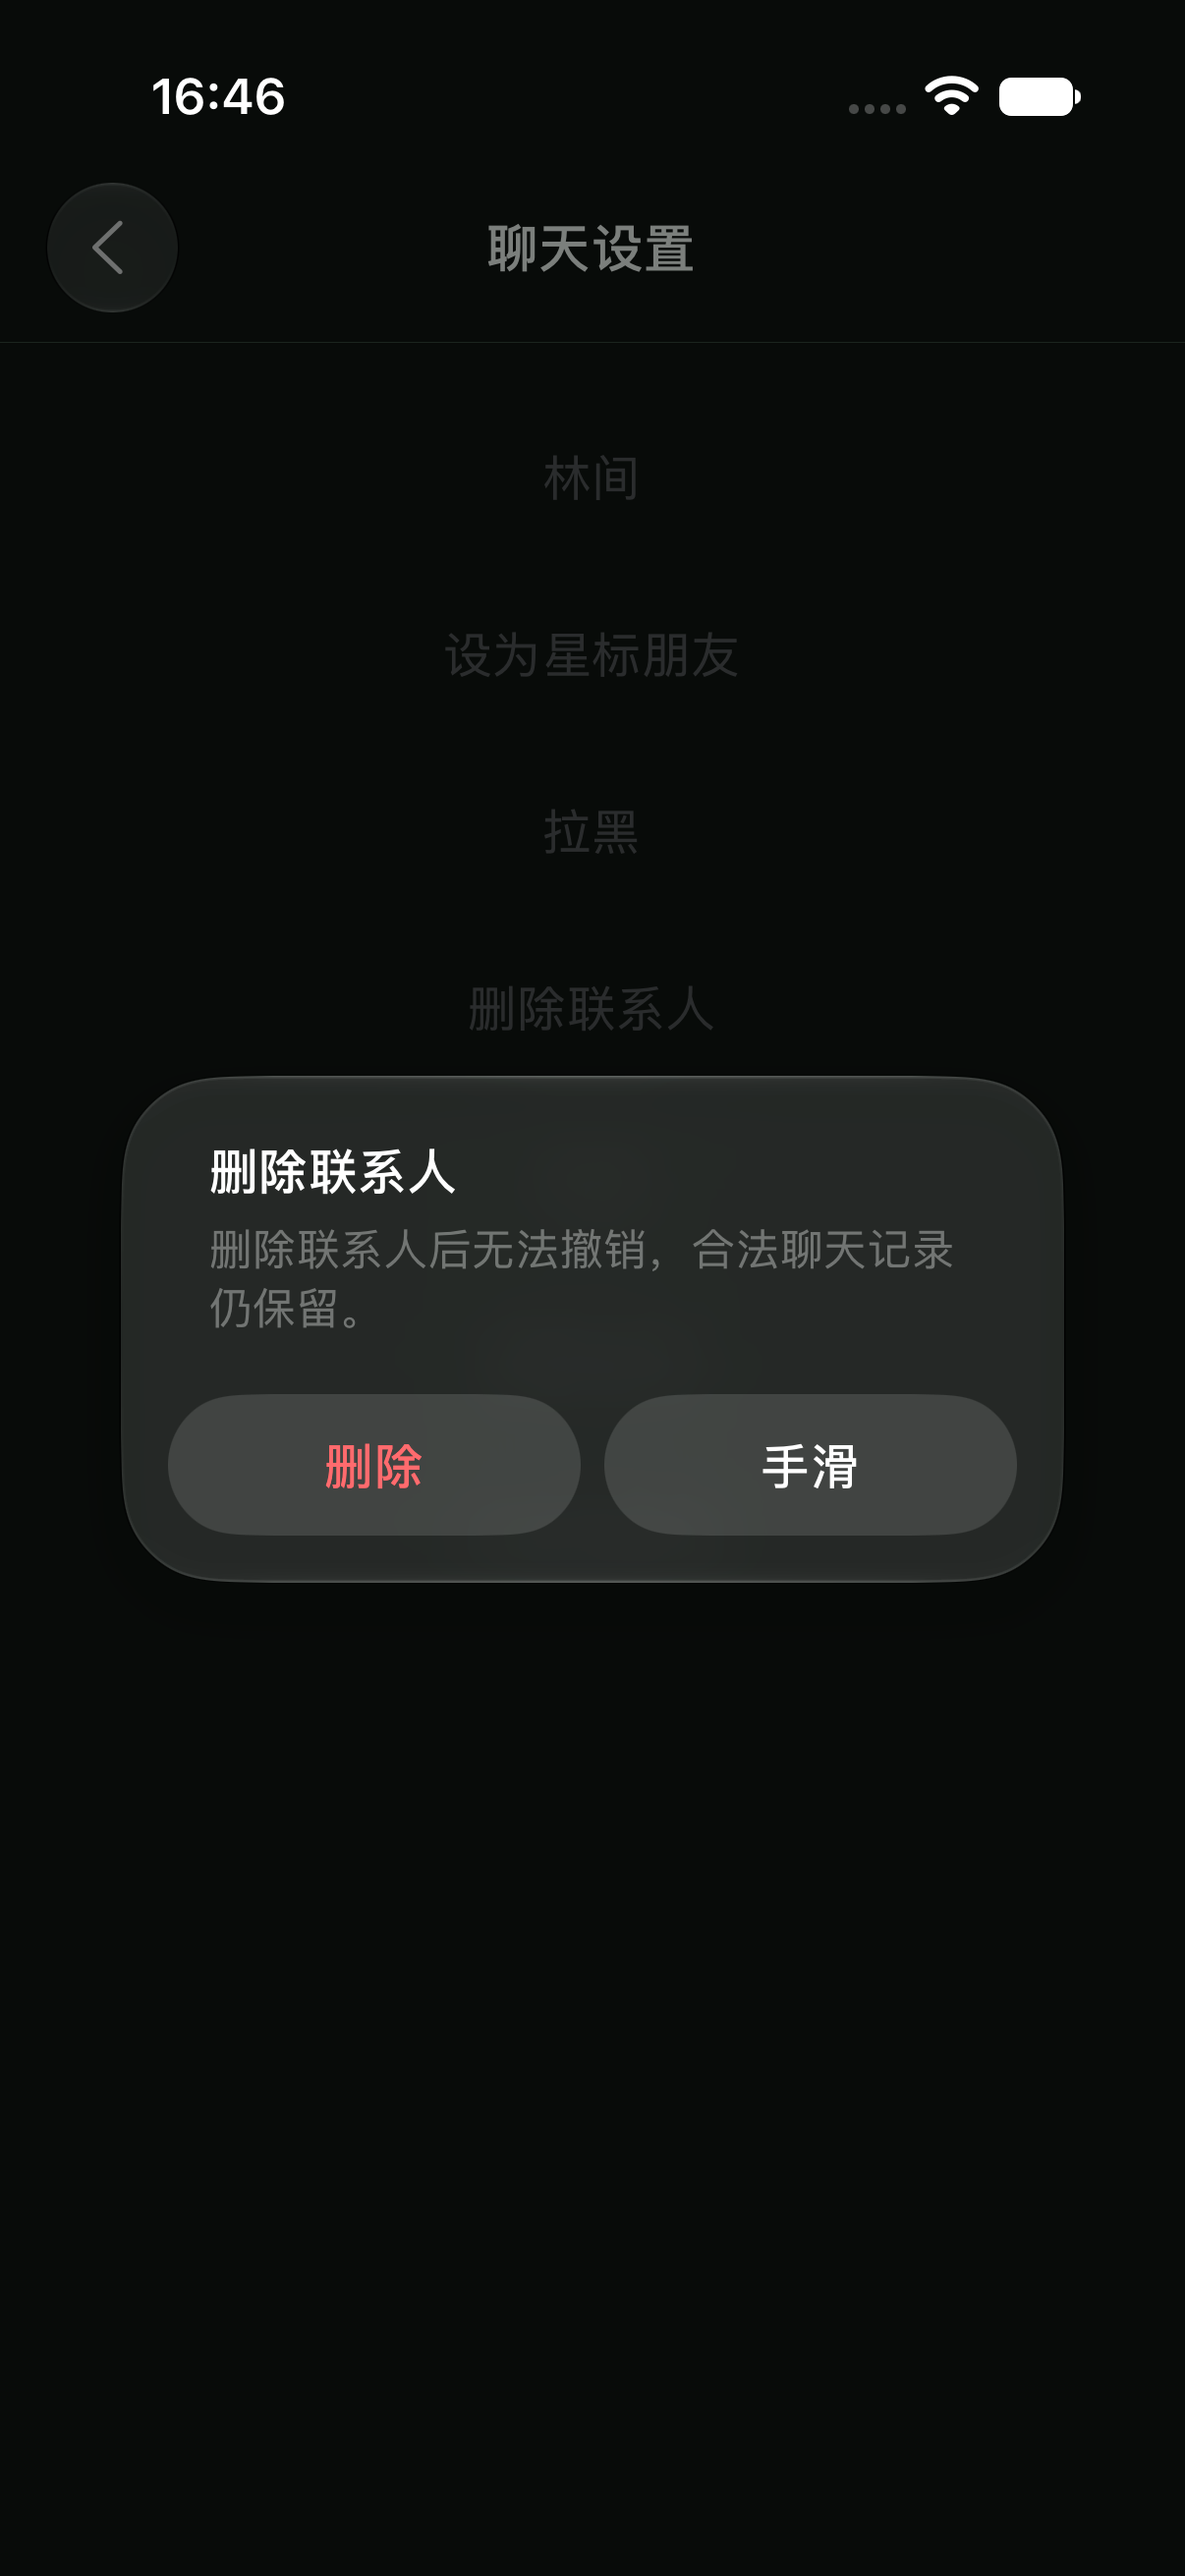 16:46
聊天设置
林间
设为星标朋友
拉黑
删除联系人
删除联系人
删除联系人后无法撤销，合法聊天记录
仍保留。
删除
手滑